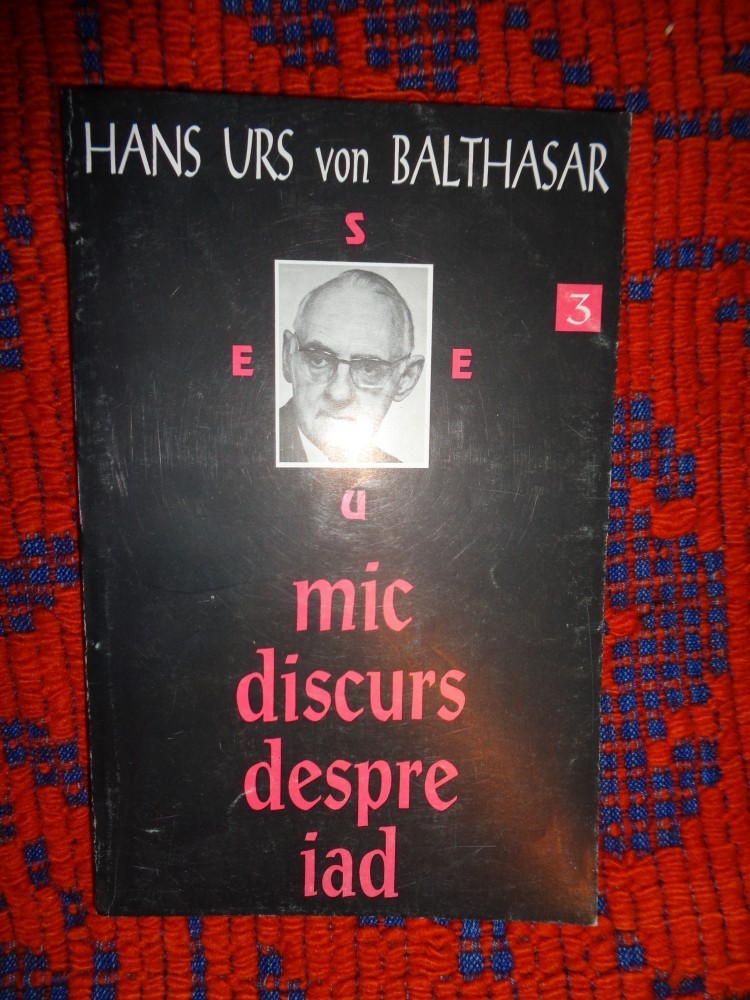 HANS URS von BALTHASAR
S
3
E E
U
mic
discurs
despre
iad